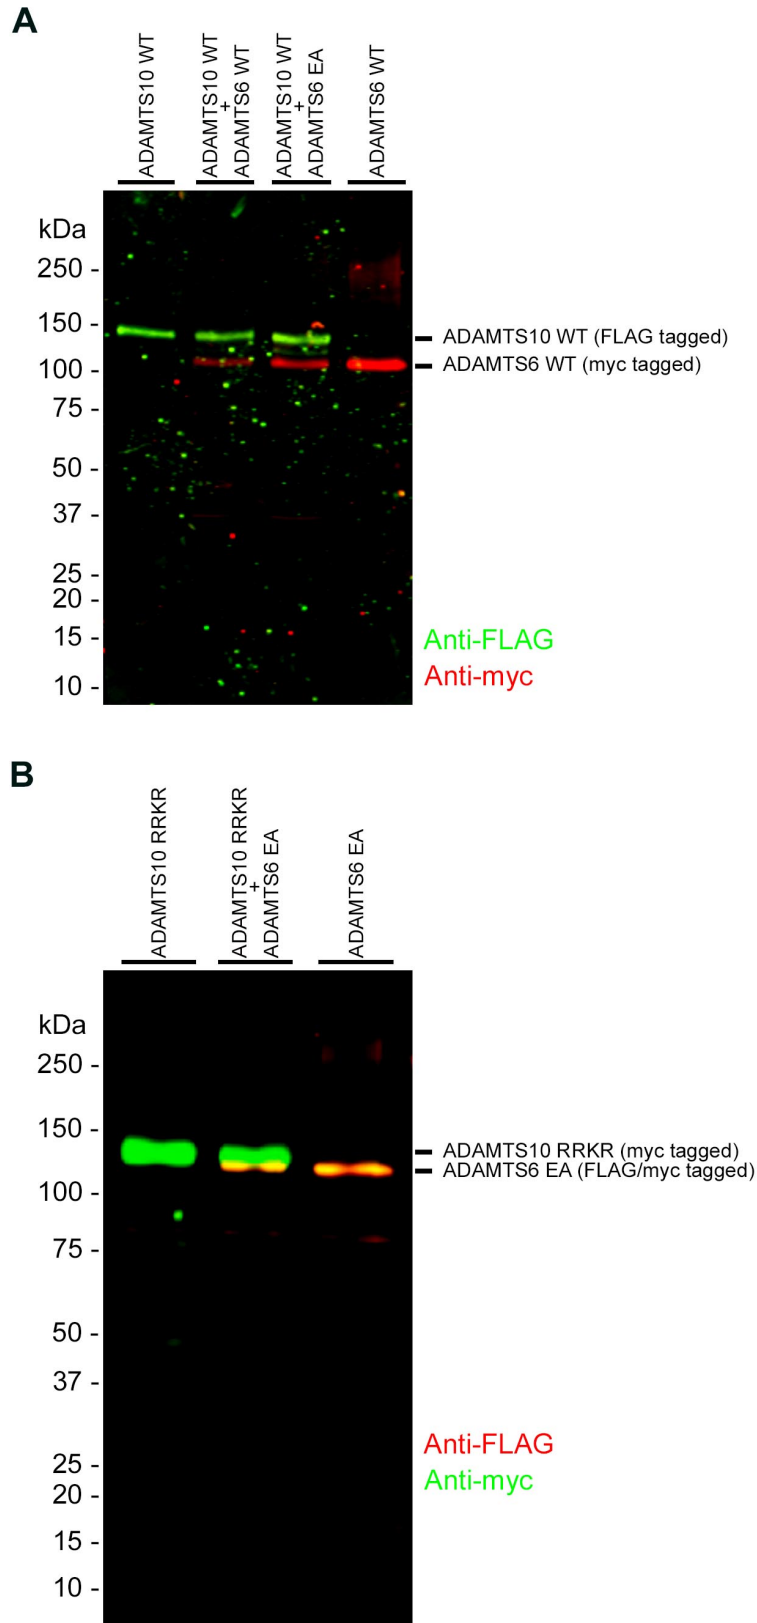 A
ADAMTS10 WT
ADAMTS10 WT
+
ADAMTS6 WT
ADAMTS10 WT
+
ADAMTS6 EA
ADAMTS6 WT
kDa
250 -
150 -
100 -
75 -
50 -
37 -
25 -
20 -
15 -
10 -
ADAMTS10 WT (FLAG tagged)
ADAMTS6 WT (myc tagged)
Anti-FLAG
Anti-myc
B
ADAMTS10 RRKR
ADAMTS10 RRKR
+
ADAMTS6 EA
ADAMTS6 EA
kDa
250 -
150 -
100 -
75 -
50 -
37 -
25 -
20 -
15 -
10 -
ADAMTS10 RRKR (myc tagged)
ADAMTS6 EA (FLAG/myc tagged)
Anti-FLAG
Anti-myc